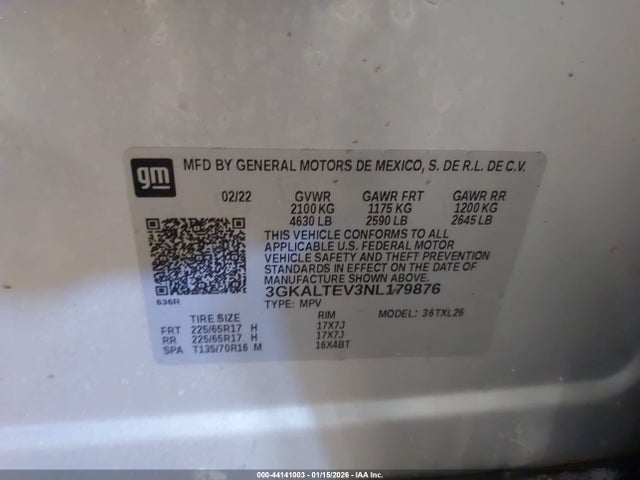 gm
MFD BY GENERAL MOTORS DE MEXICO, S. DE R.L. DE C.V.
02/22 GVWR GAWR FRT GAWR RR
2100 KG 1175 KG 1200 KG
4630 LB 2590 LB 2645 LB
THIS VEHICLE CONFORMS TO ALL
APPLICABLE U.S. FEDERAL MOTOR
VEHICLE SAFETY AND THEFT PREVENTION
STANDARDS IN EFFECT ON THE DATE OF
MANUFACTURE SHOWN ABOVE.
3GKALTEV3NL179876
636R
TYPE: MPV
TIRE SIZE RIM MODEL: 36TXL26
FRT 225/65R17 H 17X7J
RR 225/65R17 H 17X7J
SPA T135/70R16 M 16X4BT
000-44141003 - 01/15/2026 - IAA Inc.